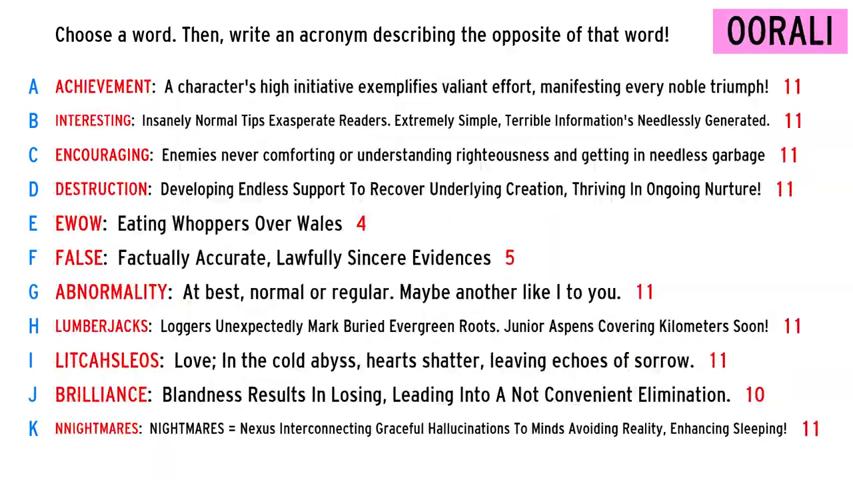 Choose a word. Then, write an acronym describing the opposite of that word!
OORALI
A ACHIEVEMENT: A character's high initiative exemplifies valiant effort, manifesting every noble triumph! 11
B INTERESTING: Insanely Normal Tips Exasperate Readers. Extremely Simple, Terrible Information's Needlessly Generated. 11
C ENCOURAGING: Enemies never comforting or understanding righteousness and getting in needless garbage 11
D DESTRUCTION: Developing Endless Support To Recover Underlying Creation, Thriving In Ongoing Nurture! 11
E EWOW: Eating Whoppers Over Wales 4
F FALSE: Factually Accurate, Lawfully Sincere Evidences 5
G ABNORMALITY: At best, normal or regular. Maybe another like I to you. 11
H LUMBERJACKS: Loggers Unexpectedly Mark Buried Evergreen Roots. Junior Aspens Covering Kilometers Soon! 11
I LITCAHSLEOS: Love; In the cold abyss, hearts shatter, leaving echoes of sorrow. 11
J BRILLIANCE: Blandness Results In Losing, Leading Into A Not Convenient Elimination. 10
K NNIGHTMARES: NIGHTMARES = Nexus Interconnecting Graceful Hallucinations To Minds Avoiding Reality, Enhancing Sleeping! 11